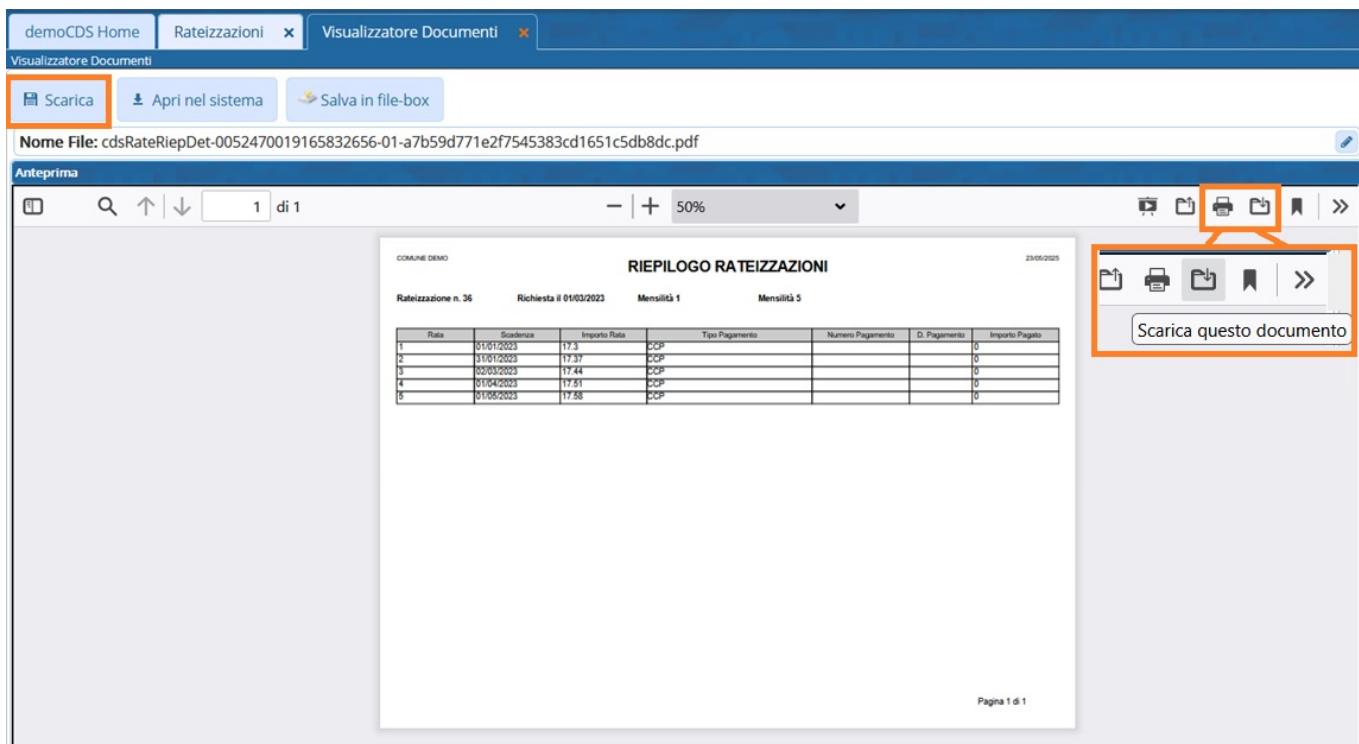 demoCDS Home Rateizzazioni × Visualizzatore Documenti ×
Visualizzatore Documenti
Scarica Apri nel sistema Salva in file-box
Nome File: cdsRateRiepDet-0052470019165832656-01-a7b59d771e2f7545383cd1651c5db8dc.pdf
Anteprima
1 di 1 50%
COMUNE DEMO 23/05/2025
RIEPILOGO RATEIZZAZIONI
Rateizzazione n. 36 Richiesta il 01/03/2023 Mensilità 1 Mensilità 5
Rata Scadenza Importo Rata Tipo Pagamento Numero Pagamento D. Pagamento Importo Pagato
1 01/01/2023 17.3 CCP 0
2 31/01/2023 17.37 CCP 0
3 02/03/2023 17.44 CCP 0
4 01/04/2023 17.51 CCP 0
5 01/05/2023 17.58 CCP 0
Scarica questo documento
Pagina 1 di 1